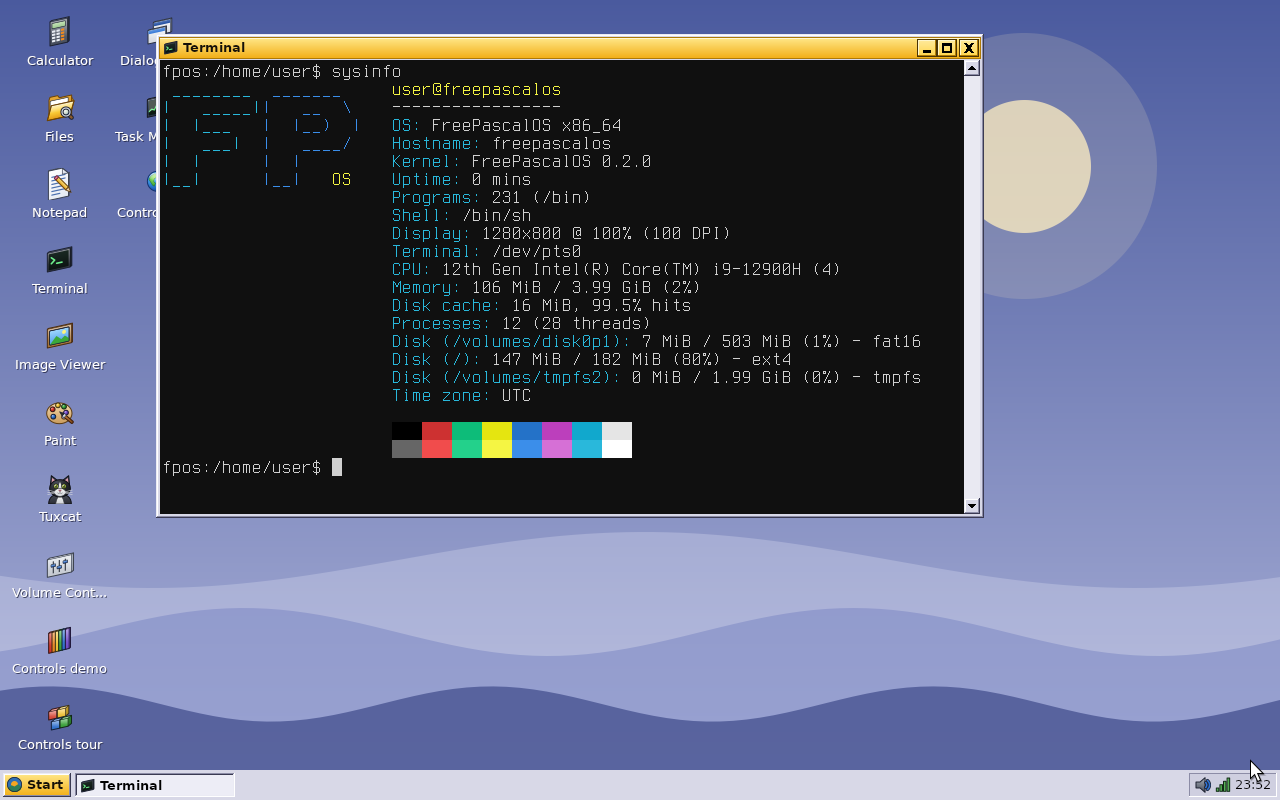 Calculator
Files
Notepad
Terminal
Image Viewer
Paint
Tuxcat
Volume Cont...
Controls demo
Controls tour
Terminal
fpos:/home/user$ sysinfo
user@freepascalos
-----------------
OS: FreePascalOS x86_64
Hostname: freepascalos
Kernel: FreePascalOS 0.2.0
Uptime: 0 mins
OS
Programs: 231 (/bin)
Shell: /bin/sh
Display: 1280x800 @ 100% (100 DPI)
Terminal: /dev/pts0
CPU: 12th Gen Intel(R) Core(TM) i9-12900H (4)
Memory: 106 MiB / 3.99 GiB (2%)
Disk cache: 16 MiB, 99.5% hits
Processes: 12 (28 threads)
Disk (/volumes/disk0p1): 7 MiB / 503 MiB (1%) - fat16
Disk (/): 147 MiB / 182 MiB (80%) - ext4
Disk (/volumes/tmpfs2): 0 MiB / 1.99 GiB (0%) - tmpfs
Time zone: UTC
fpos:/home/user$
Start
Terminal
23:52